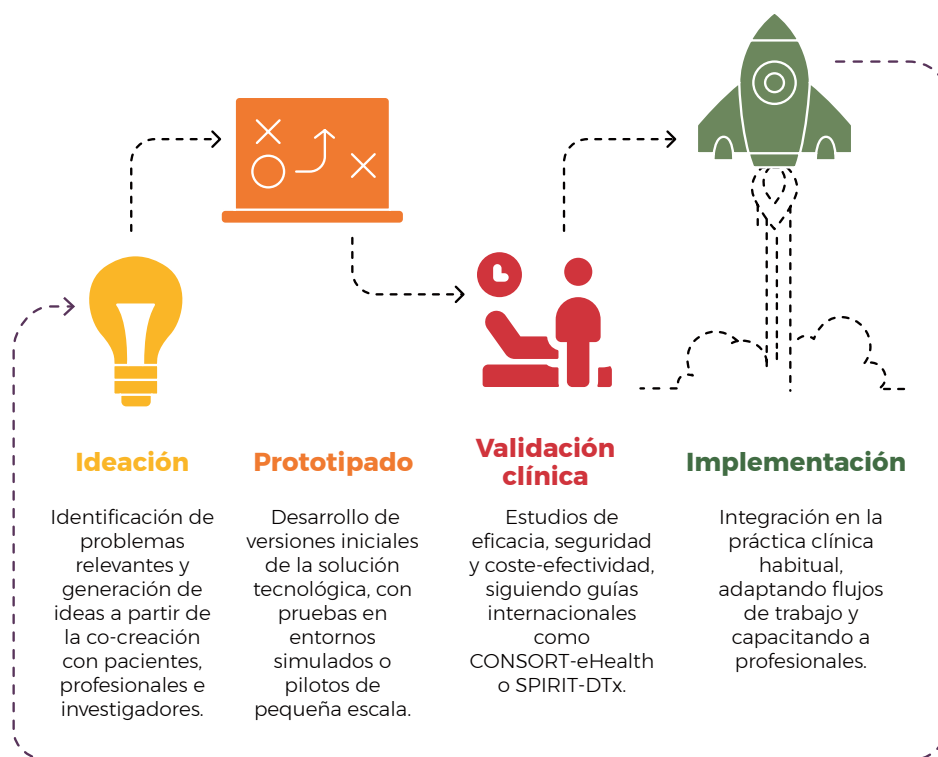 Ideación
Identificación de
problemas
relevantes y
generación de
ideas a partir de
la co-creación
con pacientes,
profesionales e
investigadores.
Prototipado
Desarrollo de
versiones iniciales
de la solución
tecnológica, con
pruebas en
entornos
simulados o
pilotos de
pequeña escala.
Validación
clínica
Estudios de
eficacia, seguridad
y coste-efectividad,
siguiendo guías
internacionales
como
CONSORT-eHealth
o SPIRIT-DTx.
Implementación
Integración en la
práctica clínica
habitual,
adaptando flujos
de trabajo y
capacitando a
profesionales.